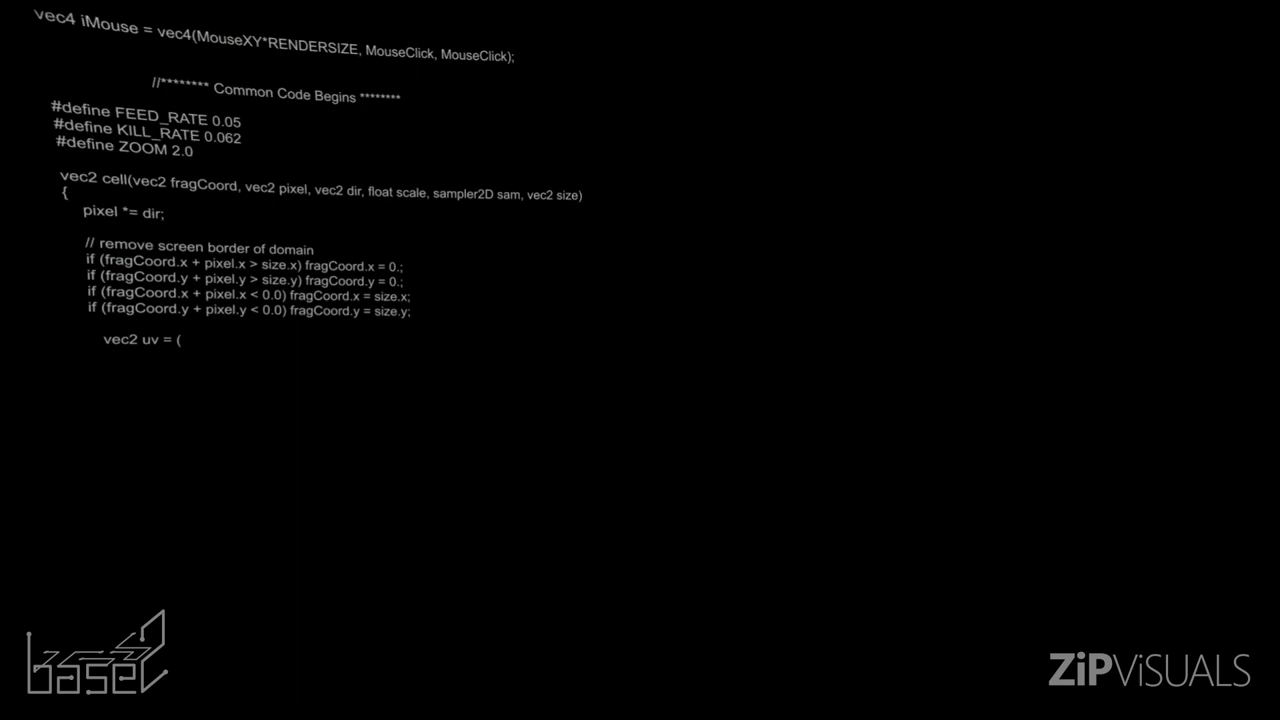 vec4 iMouse = vec4(MouseXY*RENDERSIZE, MouseClick, MouseClick);
//******** Common Code Begins ********
#define FEED_RATE 0.05
#define KILL_RATE 0.062
#define ZOOM 2.0
vec2 cell(vec2 fragCoord, vec2 pixel, vec2 dir, float scale, sampler2D sam, vec2 size)
{
pixel *= dir;
// remove screen border of domain
if (fragCoord.x + pixel.x > size.x) fragCoord.x = 0.;
if (fragCoord.y + pixel.y > size.y) fragCoord.y = 0.;
if (fragCoord.x + pixel.x < 0.0) fragCoord.x = size.x;
if (fragCoord.y + pixel.y < 0.0) fragCoord.y = size.y;
vec2 uv = (
ZiPViSUALS